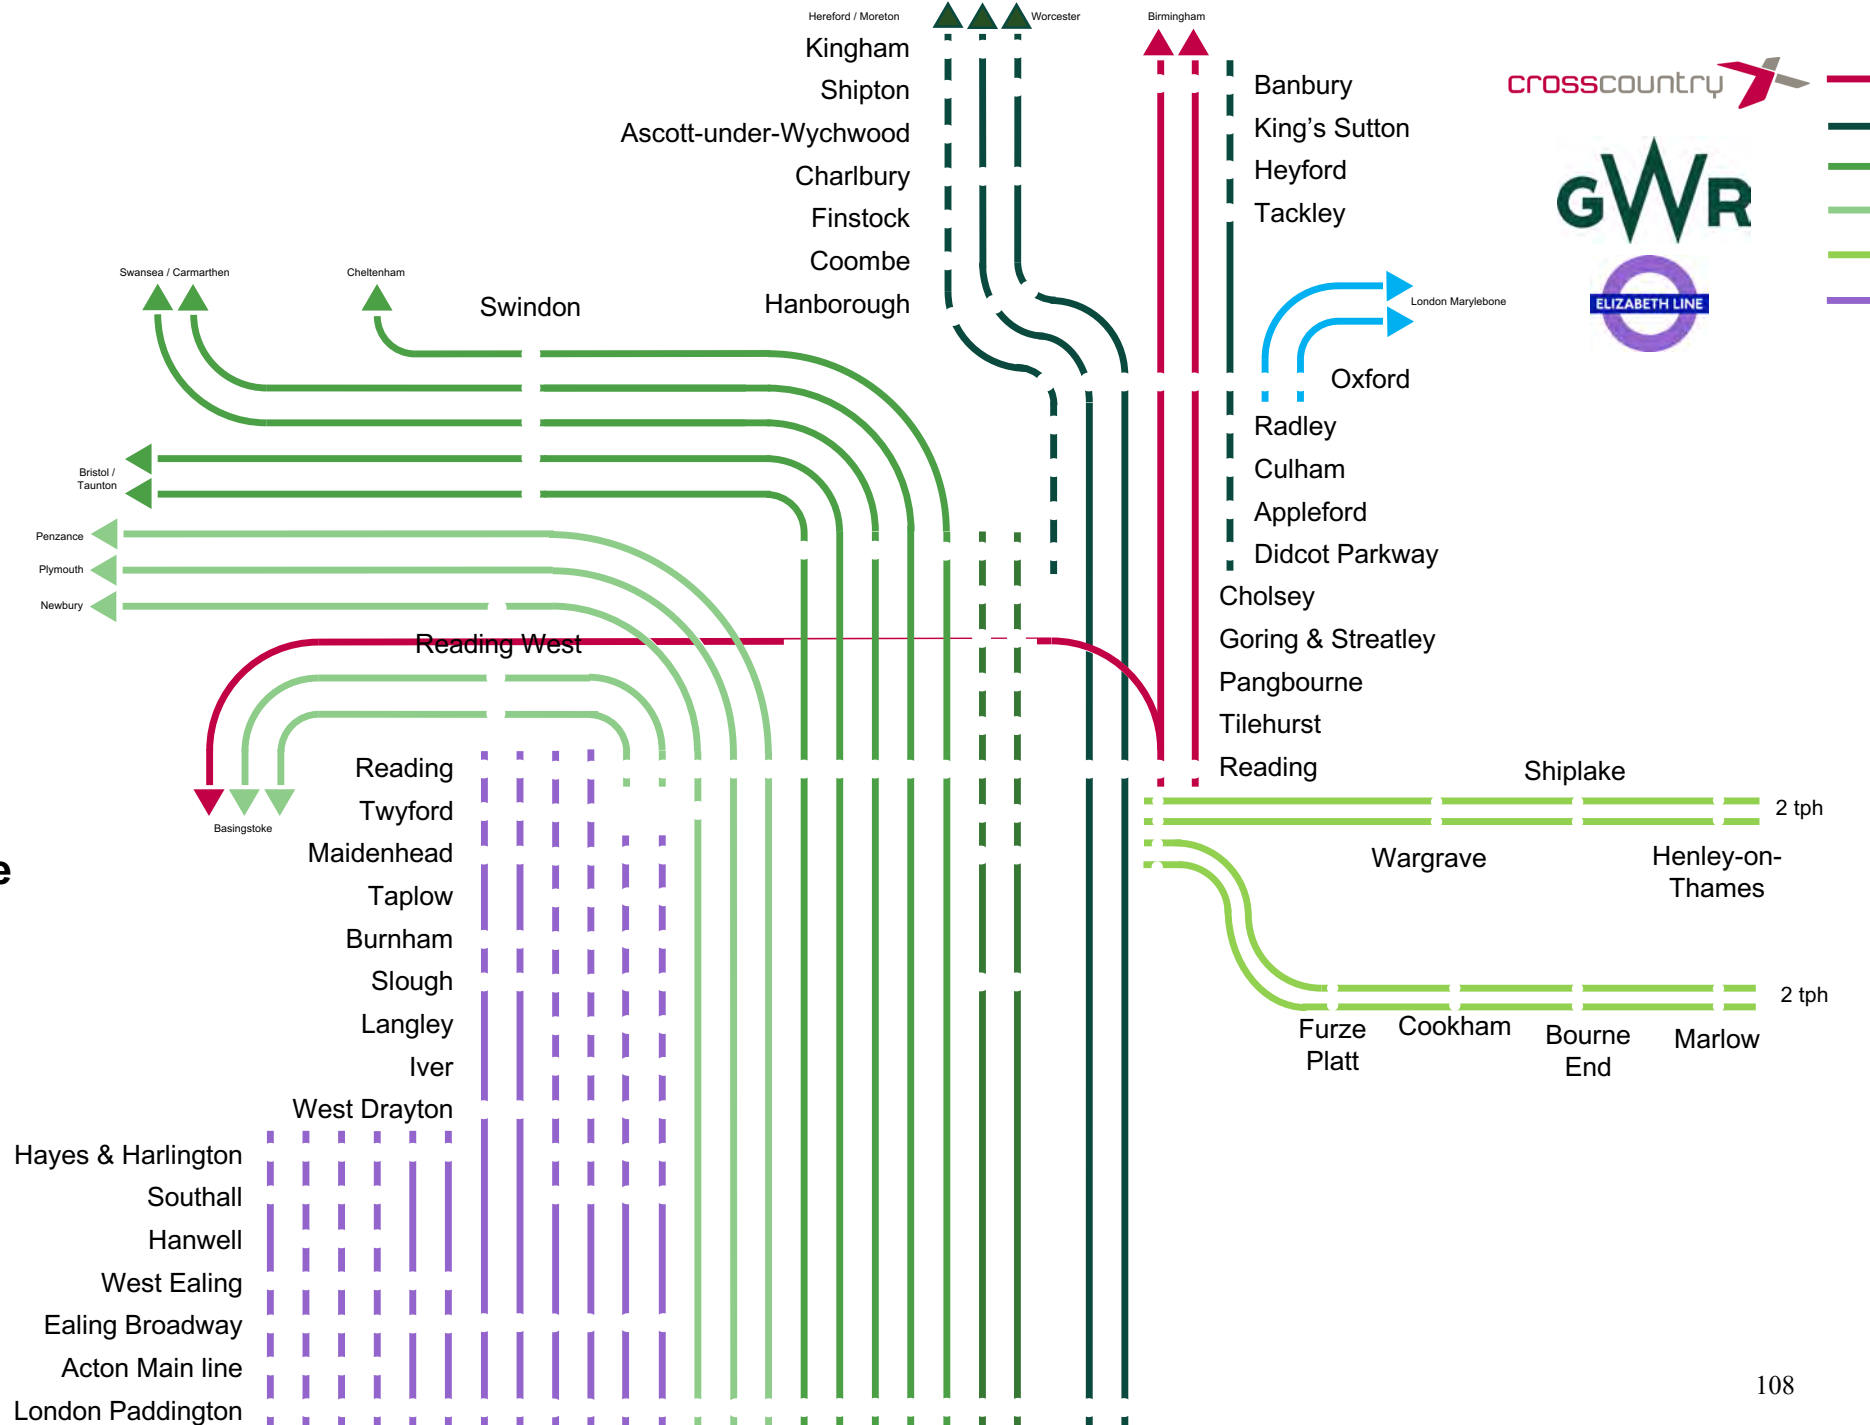 Hereford / Moreton
Worcester
Birmingham
Kingham
Shipton
Ascott-under-Wychwood
Charlbury
Finstock
Coombe
Hanborough
Banbury
King's Sutton
Heyford
Tackley
crosscountry
GWR
ELIZABETH LINE
Swansea / Carmarthen
Cheltenham
Swindon
London Marylebone
Oxford
Radley
Culham
Appleford
Didcot Parkway
Cholsey
Goring & Streatley
Pangbourne
Tilehurst
Reading
Bristol /
Taunton
Penzance
Plymouth
Newbury
Reading West
Basingstoke
Reading
Twyford
Maidenhead
Taplow
Burnham
Slough
Langley
Iver
West Drayton
Hayes & Harlington
Southall
Hanwell
West Ealing
Ealing Broadway
Acton Main line
London Paddington
e
Shiplake
2 tph
Wargrave
Henley-on-
Thames
2 tph
Furze
Platt
Cookham
Bourne
End
Marlow
108